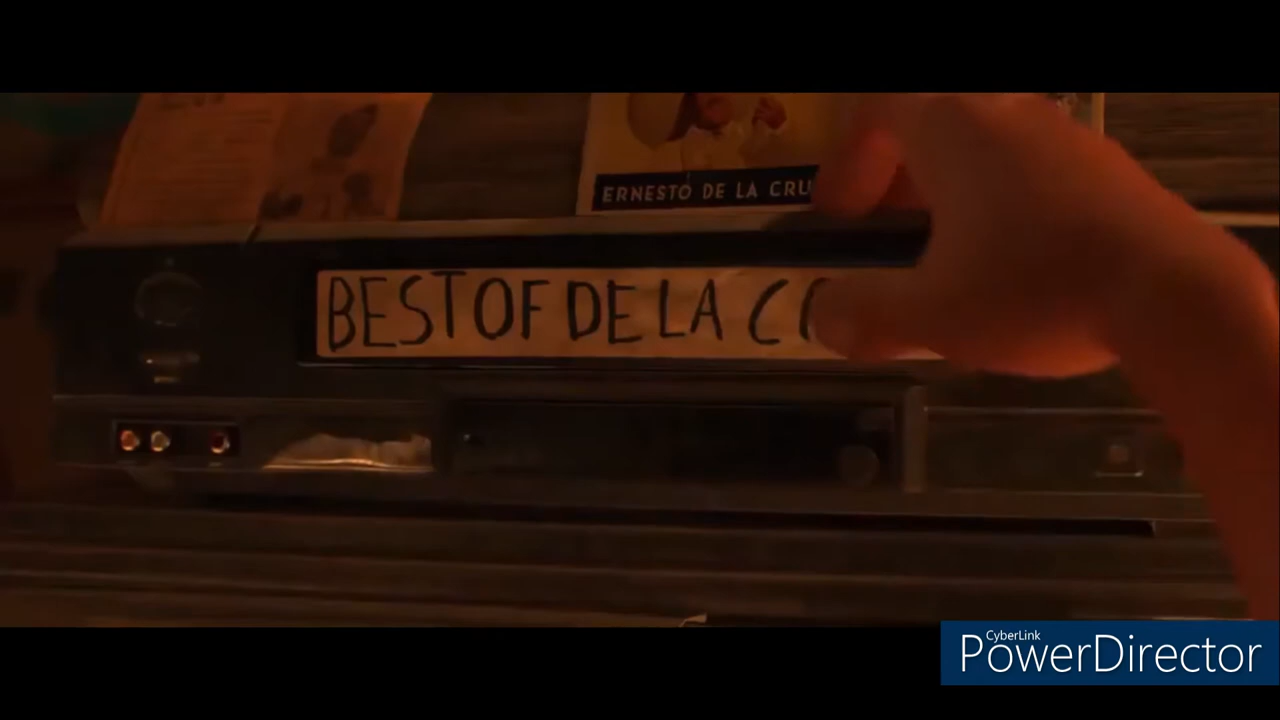 ERNESTO DE LA CRU
BEST OF DE LA C
CyberLink
PowerDirector